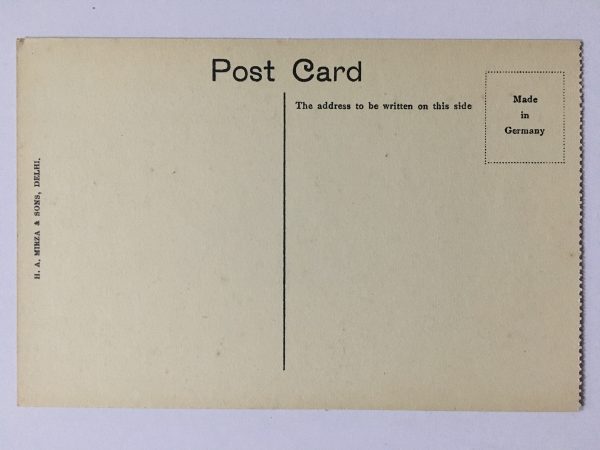 Post Card
The address to be written on this side
Made
in
Germany
H. A. MIRZA & SONS, DELHI.